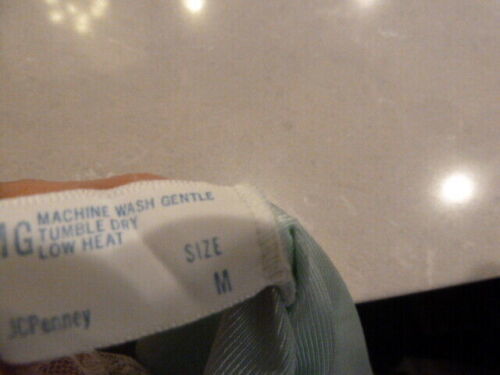 MACHINE WASH GENTLE
TUMBLE DRY
LOW HEAT
SIZE
M
JCPenney